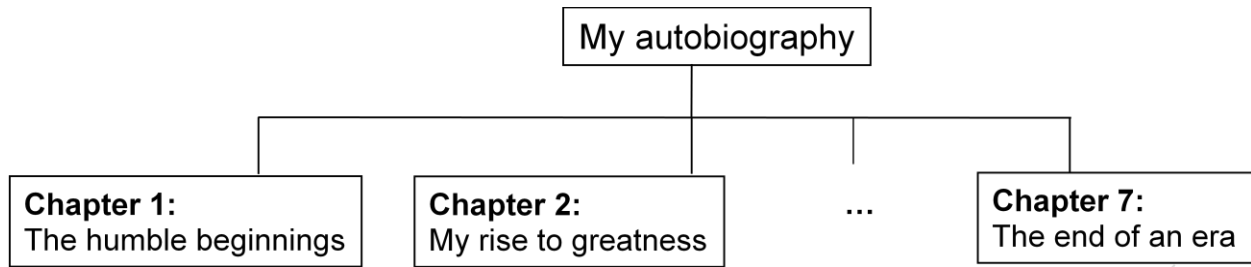 My autobiography
Chapter 1:
The humble beginnings
Chapter 2:
My rise to greatness
...
Chapter 7:
The end of an era